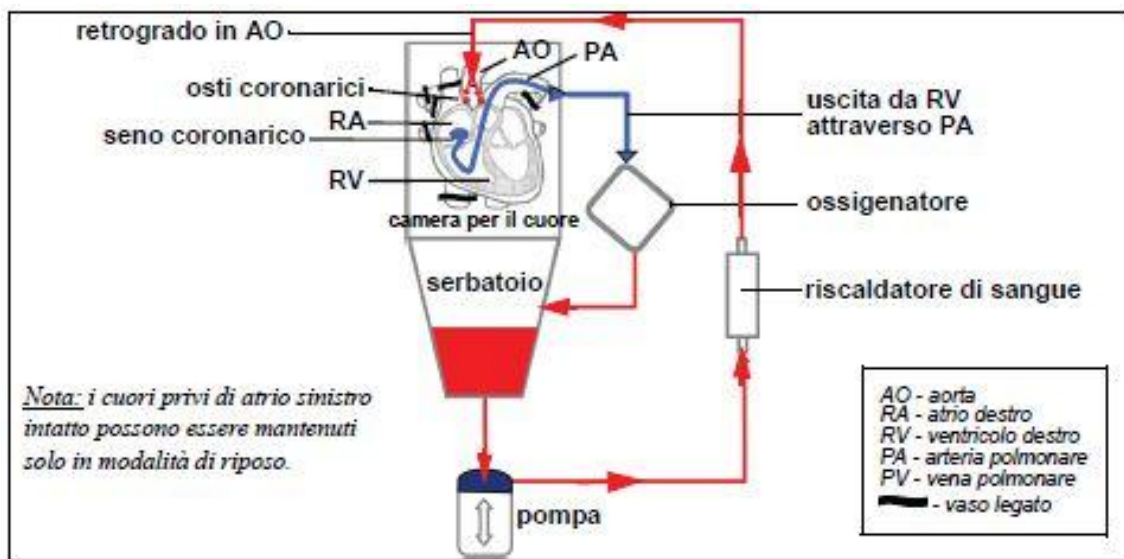 retrogrado in AO
AO
PA
osti coronarici
RA
seno coronarico
RV
camera per il cuore
uscita da RV
attraverso PA
ossigenatore
serbatoio
riscaldatore di sangue
Nota: i cuori privi di atrio sinistro
intatto possono essere mantenuti
solo in modalità di riposo.
pompa
AO - aorta
RA - atrio destro
RV - ventricolo destro
PA - arteria polmonare
PV - vena polmonare
- vaso legato